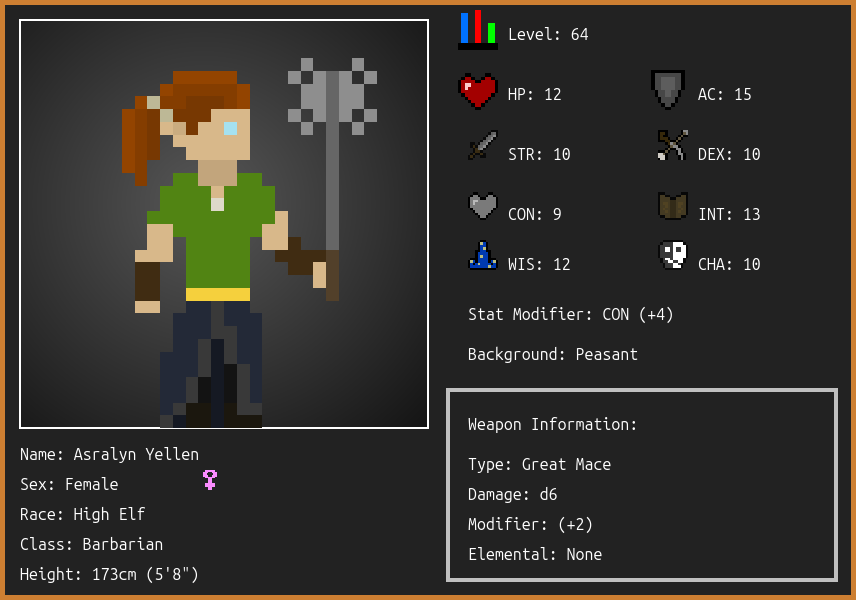 Level: 64
HP: 12
AC: 15
STR: 10
DEX: 10
CON: 9
INT: 13
WIS: 12
CHA: 10
Stat Modifier: CON (+4)
Background: Peasant
Weapon Information:
Type: Great Mace
Damage: d6
Modifier: (+2)
Elemental: None
Name: Asralyn Yellen
Sex: Female
Race: High Elf
Class: Barbarian
Height: 173cm (5'8")